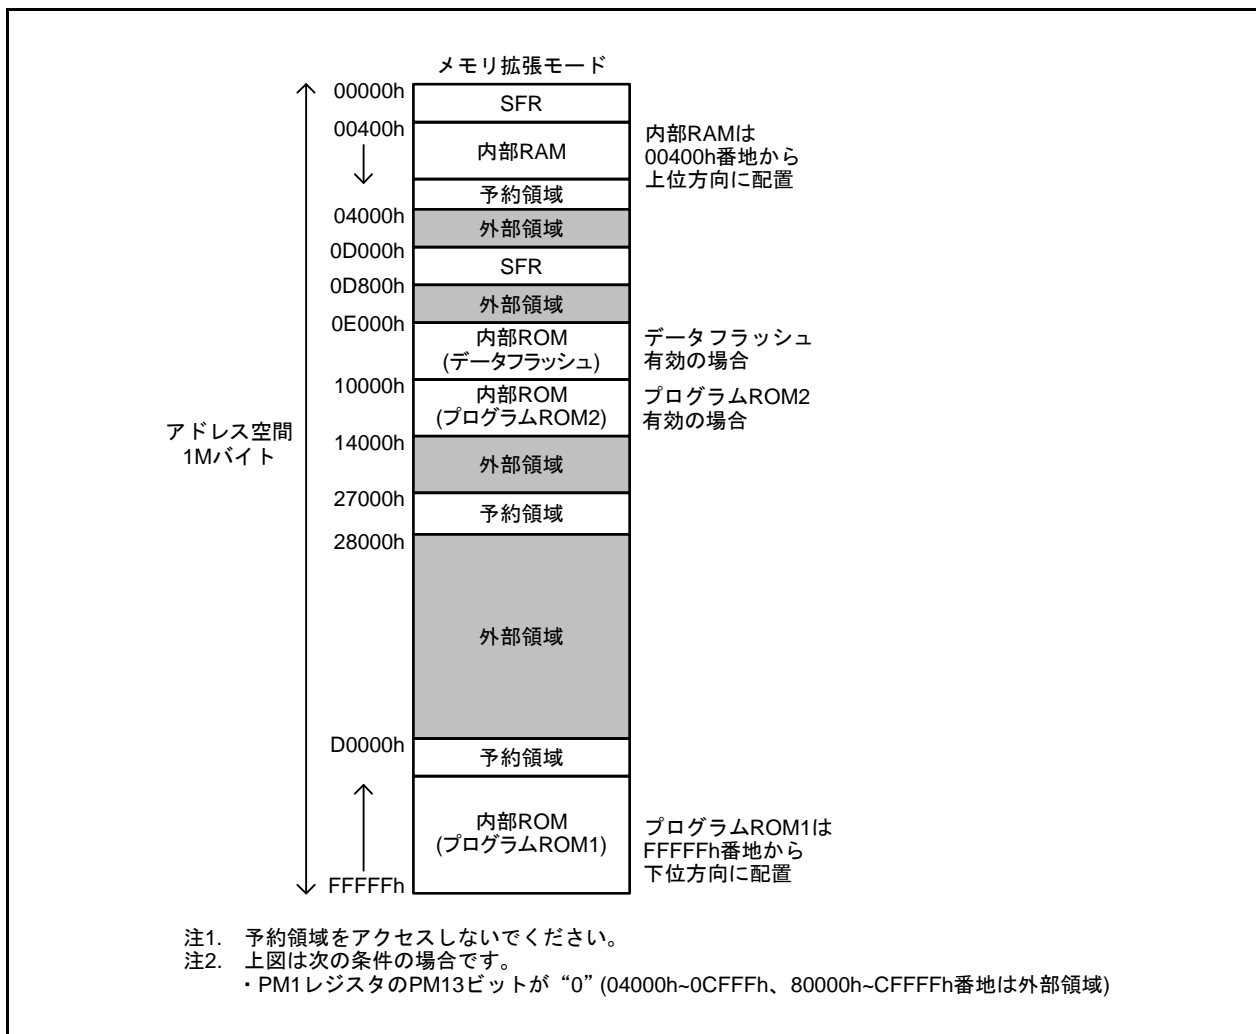 メモリ拡張モード
00000h
SFR
00400h
内部RAM
内部RAMは
00400h番地から
上位方向に配置
予約領域
04000h
外部領域
0D000h
SFR
0D800h
外部領域
0E000h
内部ROM
(データフラッシュ)
データフラッシュ
有効の場合
10000h
内部ROM
(プログラムROM2)
プログラムROM2
有効の場合
アドレス空間
1Mバイト
14000h
外部領域
27000h
予約領域
28000h
外部領域
D0000h
予約領域
内部ROM
(プログラムROM1)
プログラムROM1は
FFFFFh番地から
下位方向に配置
FFFFFh
注1. 予約領域をアクセスしないでください。
注2. 上図は次の条件の場合です。
・PM1レジスタのPM13ビットが “0” (04000h~0CFFFh、80000h~CFFFFh番地は外部領域)